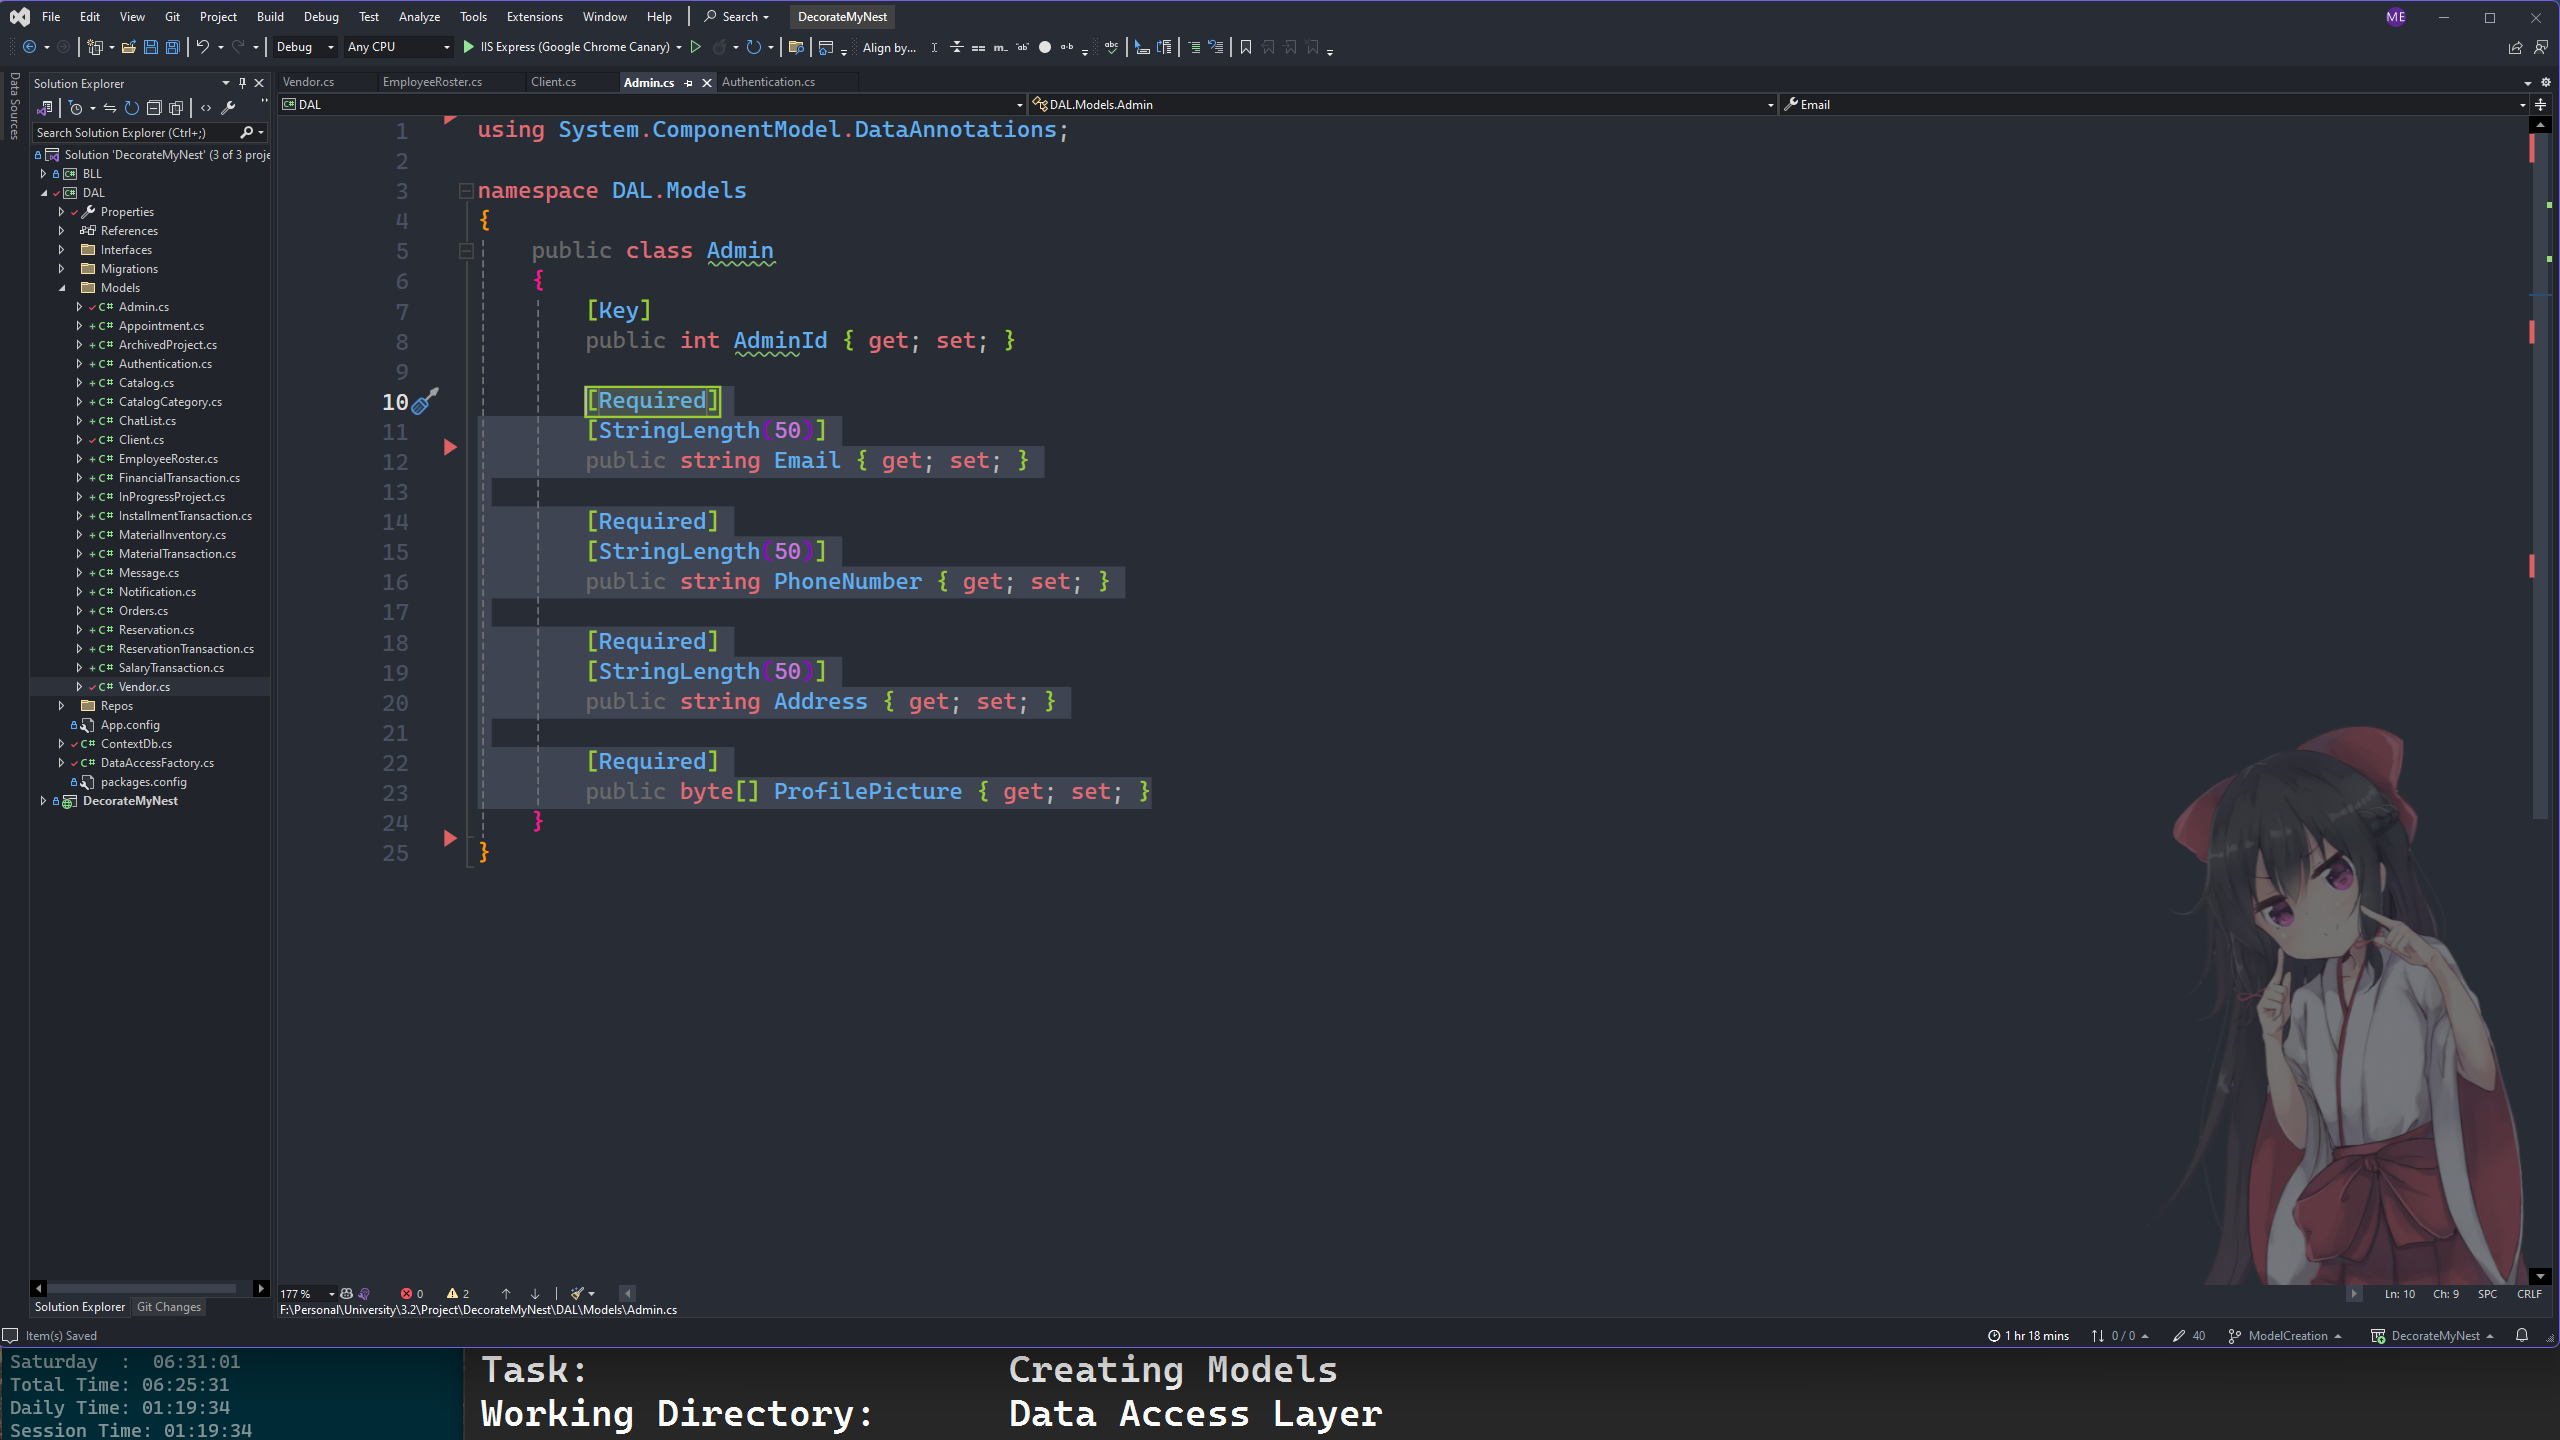 File Edit View Git Project Build Debug Test Analyze Tools Extensions Window Help Search DecorateMyNest ME
Debug Any CPU IIS Express (Google Chrome Canary) Align by...
Data Sources
Solution Explorer
Search Solution Explorer (Ctrl+;)
Solution 'DecorateMyNest' (3 of 3 proje
BLL
DAL
Properties
References
Interfaces
Migrations
Models
C# Admin.cs
C# Appointment.cs
C# ArchivedProject.cs
C# Authentication.cs
C# Catalog.cs
C# CatalogCategory.cs
C# ChatList.cs
C# Client.cs
C# EmployeeRoster.cs
C# FinancialTransaction.cs
C# InProgressProject.cs
C# InstallmentTransaction.cs
C# MaterialInventory.cs
C# MaterialTransaction.cs
C# Message.cs
C# Notification.cs
C# Orders.cs
C# Reservation.cs
C# ReservationTransaction.cs
C# SalaryTransaction.cs
C# Vendor.cs
Repos
App.config
C# ContextDb.cs
C# DataAccessFactory.cs
packages.config
DecorateMyNest
Solution Explorer Git Changes
Vendor.cs EmployeeRoster.cs Client.cs Admin.cs Authentication.cs
C# DAL DAL.Models.Admin Email
1 using System.ComponentModel.DataAnnotations;
2
3 namespace DAL.Models
4 {
5 public class Admin
6 {
7 [Key]
8 public int AdminId { get; set; }
9
10 [Required]
11 [StringLength(50)]
12 public string Email { get; set; }
13
14 [Required]
15 [StringLength(50)]
16 public string PhoneNumber { get; set; }
17
18 [Required]
19 [StringLength(50)]
20 public string Address { get; set; }
21
22 [Required]
23 public byte[] ProfilePicture { get; set; }
24 }
25 }
177 % 0 2 Ln: 10 Ch: 9 SPC CRLF
F:\Personal\University\3.2\Project\DecorateMyNest\DAL\Models\Admin.cs
Item(s) Saved 1 hr 18 mins 0 / 0 40 ModelCreation DecorateMyNest
Saturday : 06:31:01
Total Time: 06:25:31
Daily Time: 01:19:34
Session Time: 01:19:34
Task: Creating Models
Working Directory: Data Access Layer